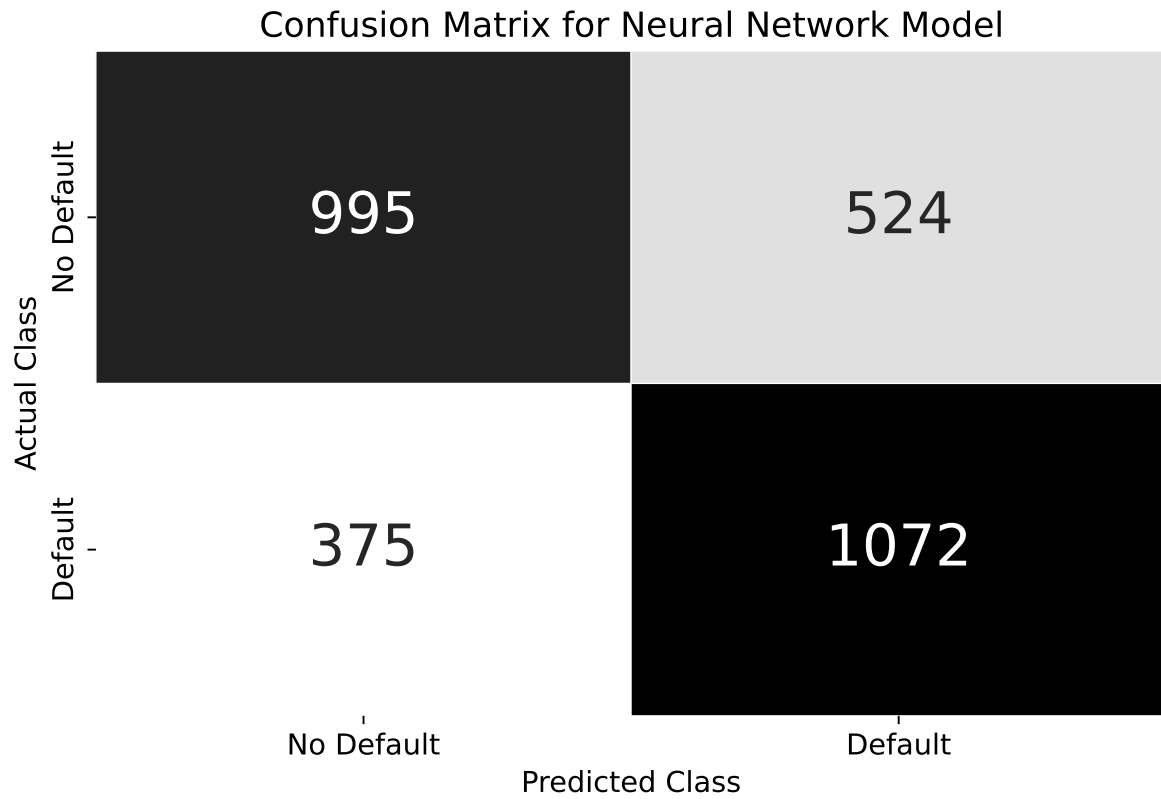 Confusion Matrix for Neural Network Model
Actual Class
No Default
995
524
Default
375
1072
No Default
Default
Predicted Class